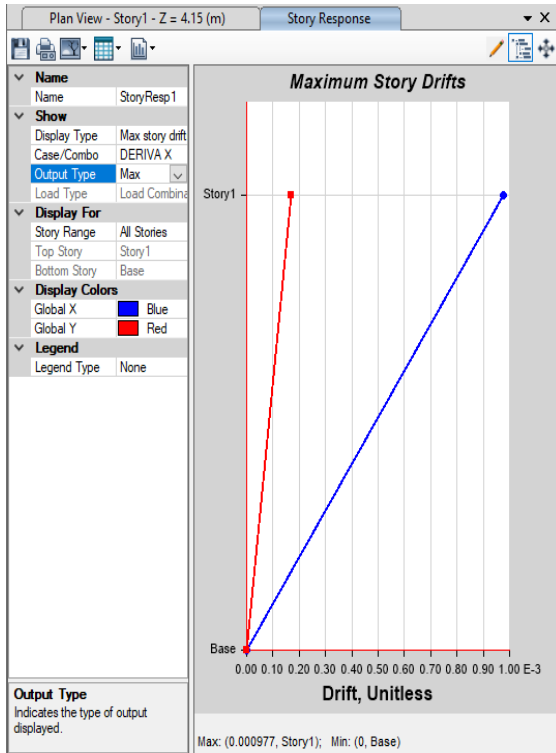 Plan View - Story1 - Z = 4.15 (m)
Story Response
Name
Name StoryResp1
Show
Display Type Max story drift
Case/Combo DERIVA X
Output Type Max
Load Type Load Combina
Display For
Story Range All Stories
Top Story Story1
Bottom Story Base
Display Colors
Global X Blue
Global Y Red
Legend
Legend Type None
Output Type
Indicates the type of output
displayed.
Maximum Story Drifts
Story1
Base
0.00 0.10 0.20 0.30 0.40 0.50 0.60 0.70 0.80 0.90 1.00 E-3
Drift, Unitless
Max: (0.000977, Story1); Min: (0, Base)